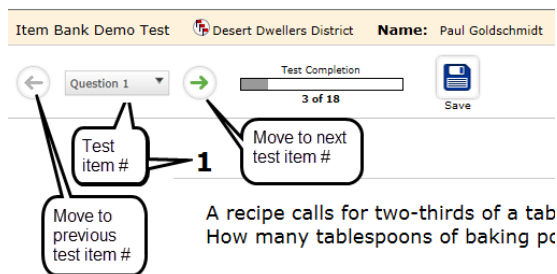 Item Bank Demo Test Desert Dwellers District Name: Paul Goldschmidt
Question 1
Test Completion
3 of 18
Save
Test
item #
Move to next
test item #
1
Move to
previous
test item #
A recipe calls for two-thirds of a tab
How many tablespoons of baking po